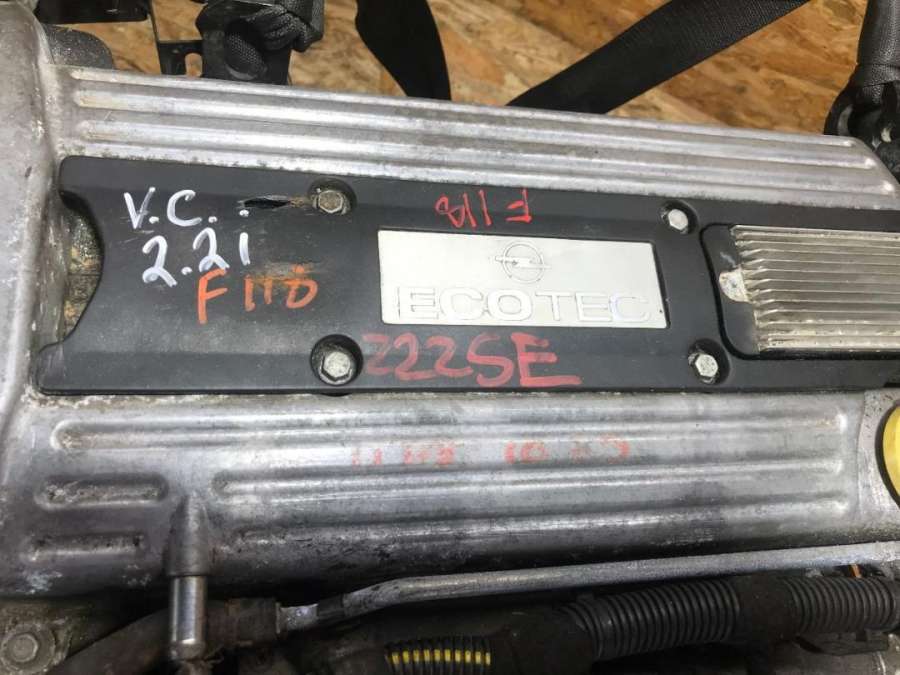 V.C.
2.2i
F118
F118
ECOTEC
Z22SE